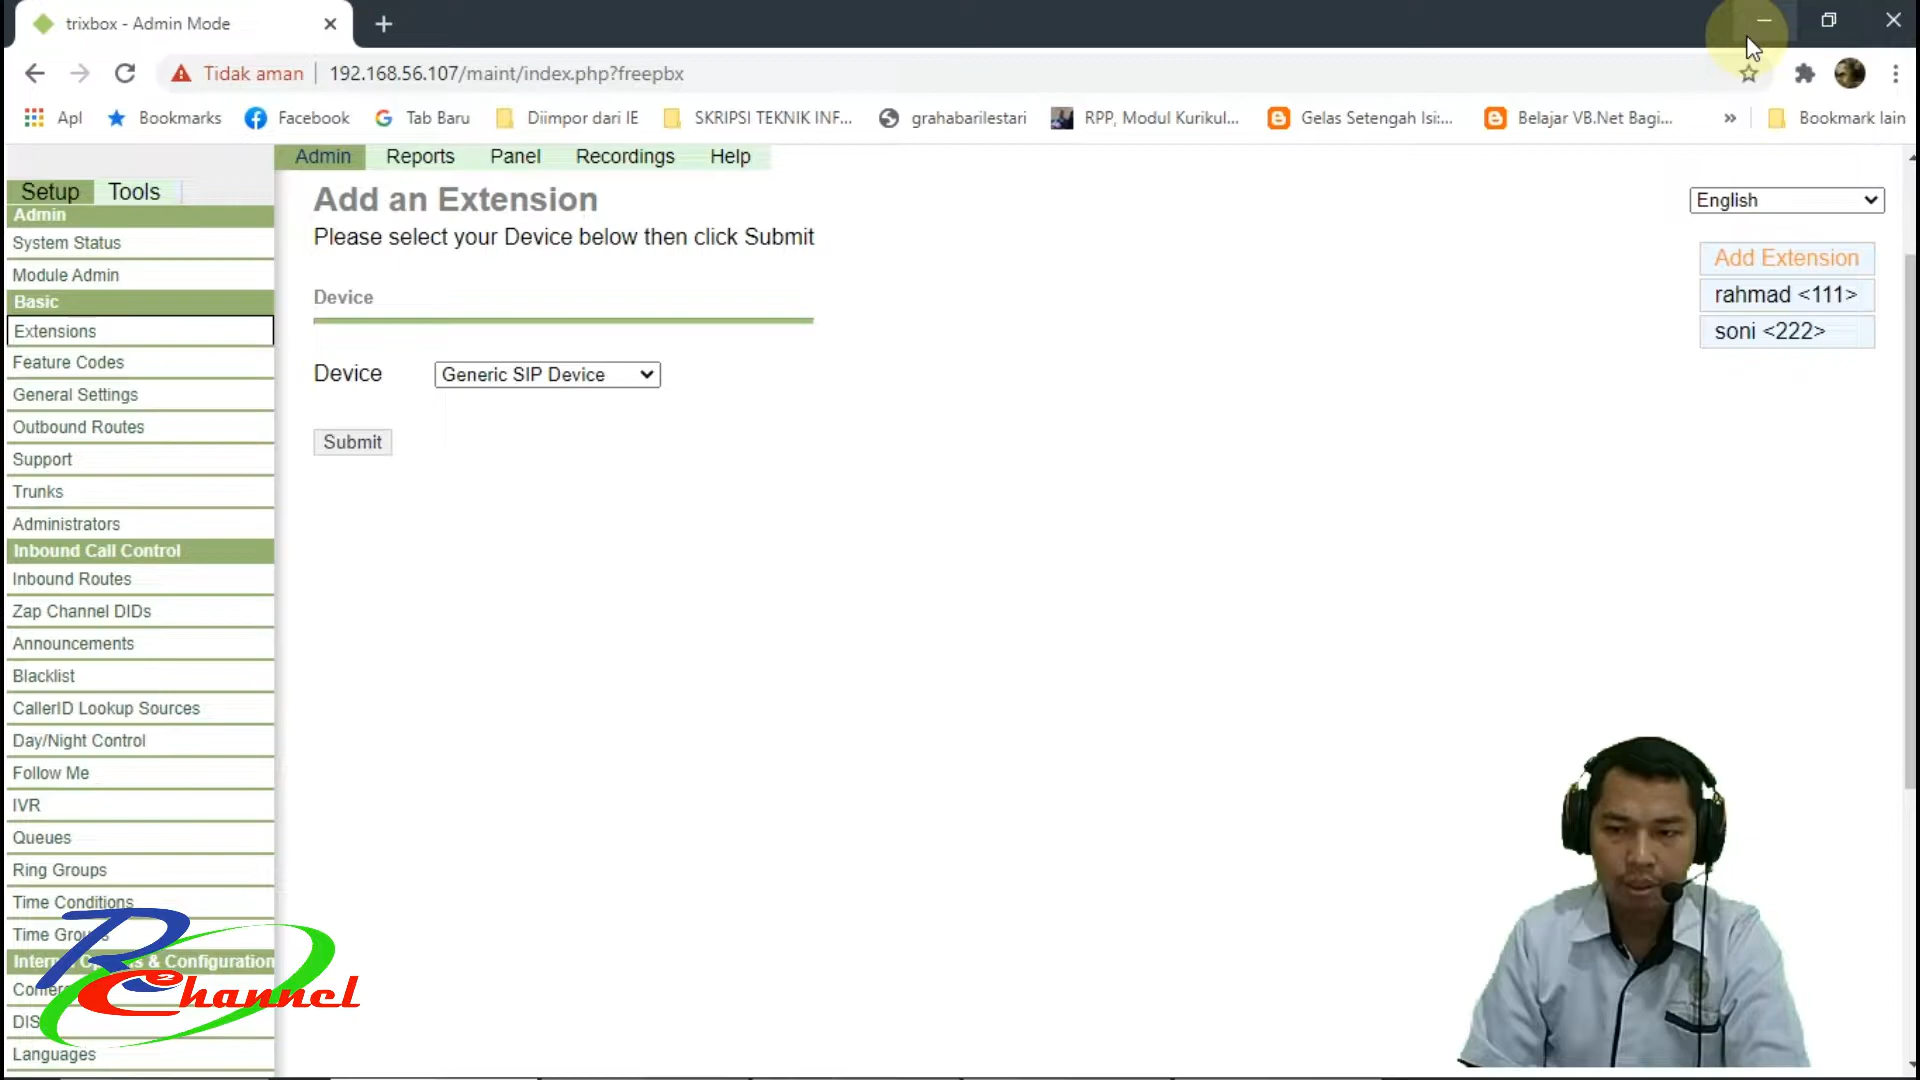 trixbox - Admin Mode
Tidak aman
192.168.56.107/maint/index.php?freepbx
Apl
Bookmarks
Facebook
Tab Baru
Diimpor dari IE
SKRIPSI TEKNIK INF...
grahabarilestari
RPP, Modul Kurikul...
Gelas Setengah Isi:...
Belajar VB.Net Bagi...
»
Bookmark lain
Admin
Reports
Panel
Recordings
Help
Setup
Tools
Admin
System Status
Module Admin
Basic
Extensions
Feature Codes
General Settings
Outbound Routes
Support
Trunks
Administrators
Inbound Call Control
Inbound Routes
Zap Channel DIDs
Announcements
Blacklist
CallerID Lookup Sources
Day/Night Control
Follow Me
IVR
Queues
Ring Groups
Time Conditions
Time
& Configuration
Languages
Add an Extension
Please select your Device below then click Submit
Device
Device
Generic SIP Device
Submit
English
Add Extension
rahmad <111>
soni <222>
Channel